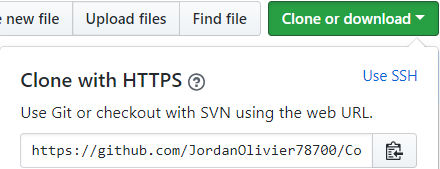 new file Upload files Find file Clone or download
Clone with HTTPS ?
Use SSH
Use Git or checkout with SVN using the web URL.
https://github.com/JordanOlivier78700/Co